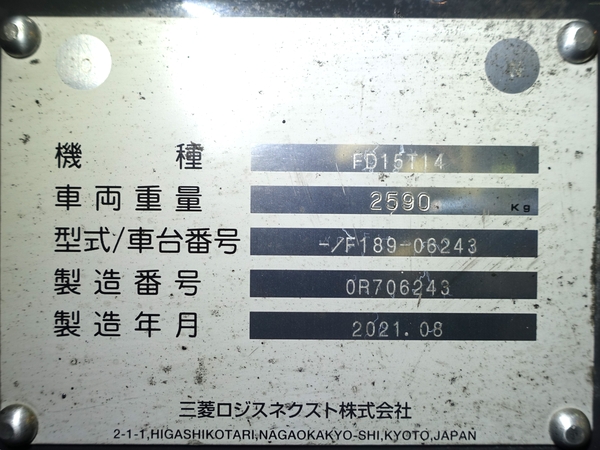 機種 FD15T14
車両重量 2590 Kg
型式/車台番号 -/F189-06243
製造番号 0R706243
製造年月 2021.08
三菱ロジスネクスト株式会社
2-1-1,HIGASHIKOTARI,NAGAOKAKYO-SHI,KYOTO,JAPAN